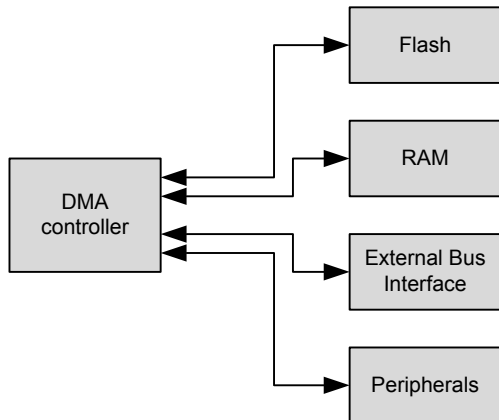 Flash
RAM
DMA
controller
External Bus
Interface
Peripherals